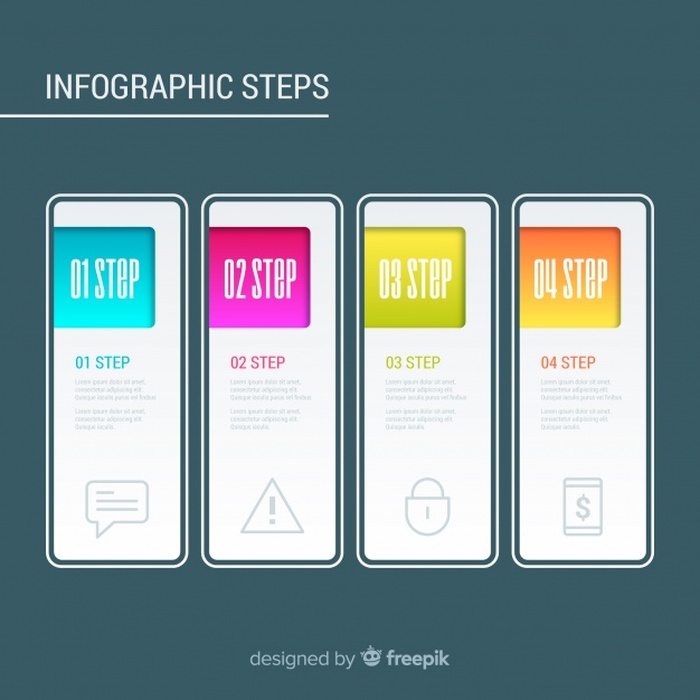 INFOGRAPHIC STEPS
01 STEP
02 STEP
03 STEP
04 STEP
01 STEP
Lorem ipsum dolor sit amet,
consectetur adipiscing elit.
Quisque iaculis purus vel finibus
Lorem ipsum dolor sit amet,
consectetur adipiscing elit.
Quisque iaculis.
02 STEP
Lorem ipsum dolor sit amet,
consectetur adipiscing elit.
Quisque iaculis purus vel finibus
Lorem ipsum dolor sit amet,
consectetur adipiscing elit.
Quisque iaculis.
03 STEP
Lorem ipsum dolor sit amet,
consectetur adipiscing elit.
Quisque iaculis purus vel finibus
Lorem ipsum dolor sit amet,
consectetur adipiscing elit.
Quisque iaculis.
04 STEP
Lorem ipsum dolor sit amet,
consectetur adipiscing elit.
Quisque iaculis purus vel finibus
Lorem ipsum dolor sit amet,
consectetur adipiscing elit.
Quisque iaculis.
!
$
designed by freepik